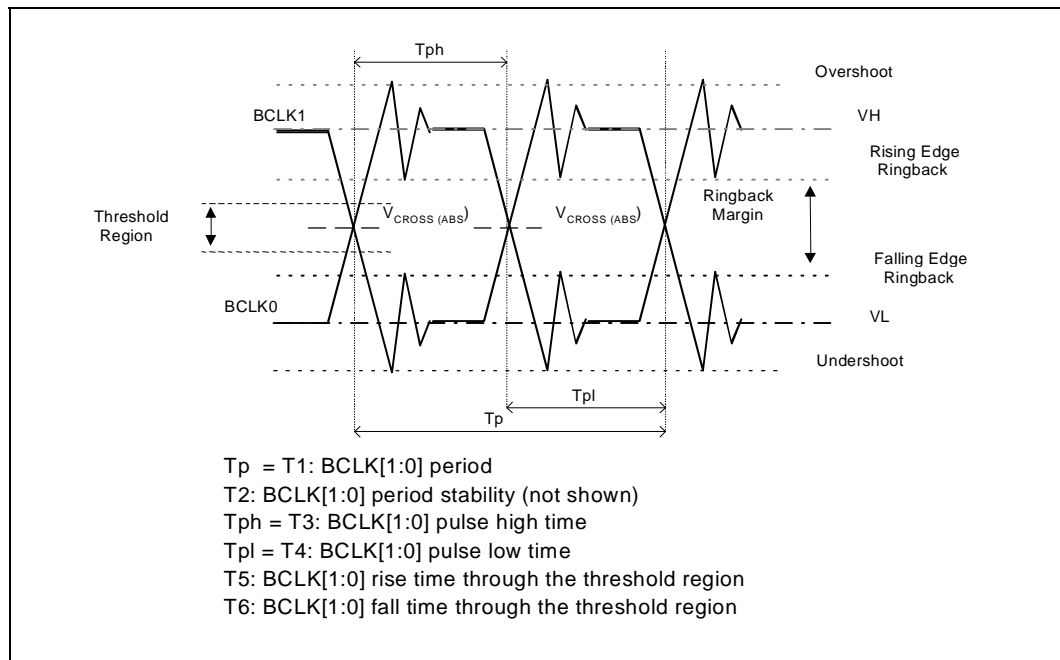 Tph
Overshoot
BCLK1
VH
Rising Edge
Ringback
Ringback
Margin
Threshold
Region
VCROSS (ABS)
VCROSS (ABS)
Falling Edge
Ringback
BCLK0
VL
Undershoot
Tpl
Tp
Tp = T1: BCLK[1:0] period
T2: BCLK[1:0] period stability (not shown)
Tph = T3: BCLK[1:0] pulse high time
Tpl = T4: BCLK[1:0] pulse low time
T5: BCLK[1:0] rise time through the threshold region
T6: BCLK[1:0] fall time through the threshold region